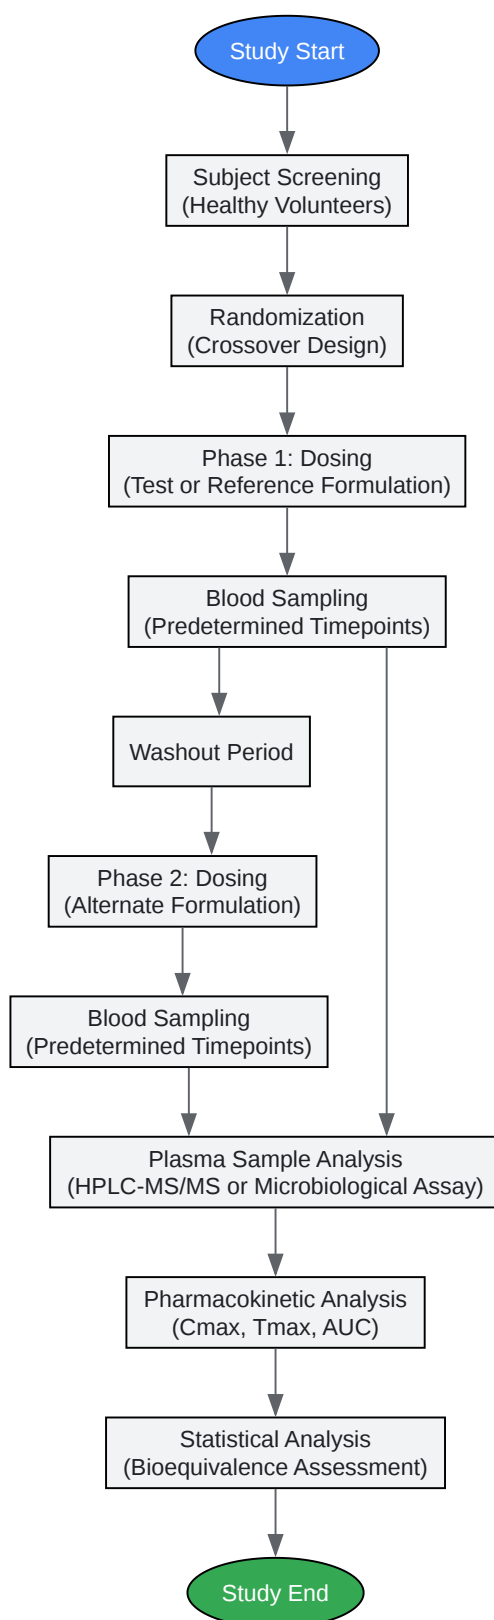 Study Start
Subject Screening
(Healthy Volunteers)
Randomization
(Crossover Design)
Phase 1: Dosing
(Test or Reference Formulation)
Blood Sampling
(Predetermined Timepoints)
Washout Period
Phase 2: Dosing
(Alternate Formulation)
Blood Sampling
(Predetermined Timepoints)
Plasma Sample Analysis
(HPLC-MS/MS or Microbiological Assay)
Pharmacokinetic Analysis
(Cmax, Tmax, AUC)
Statistical Analysis
(Bioequivalence Assessment)
Study End